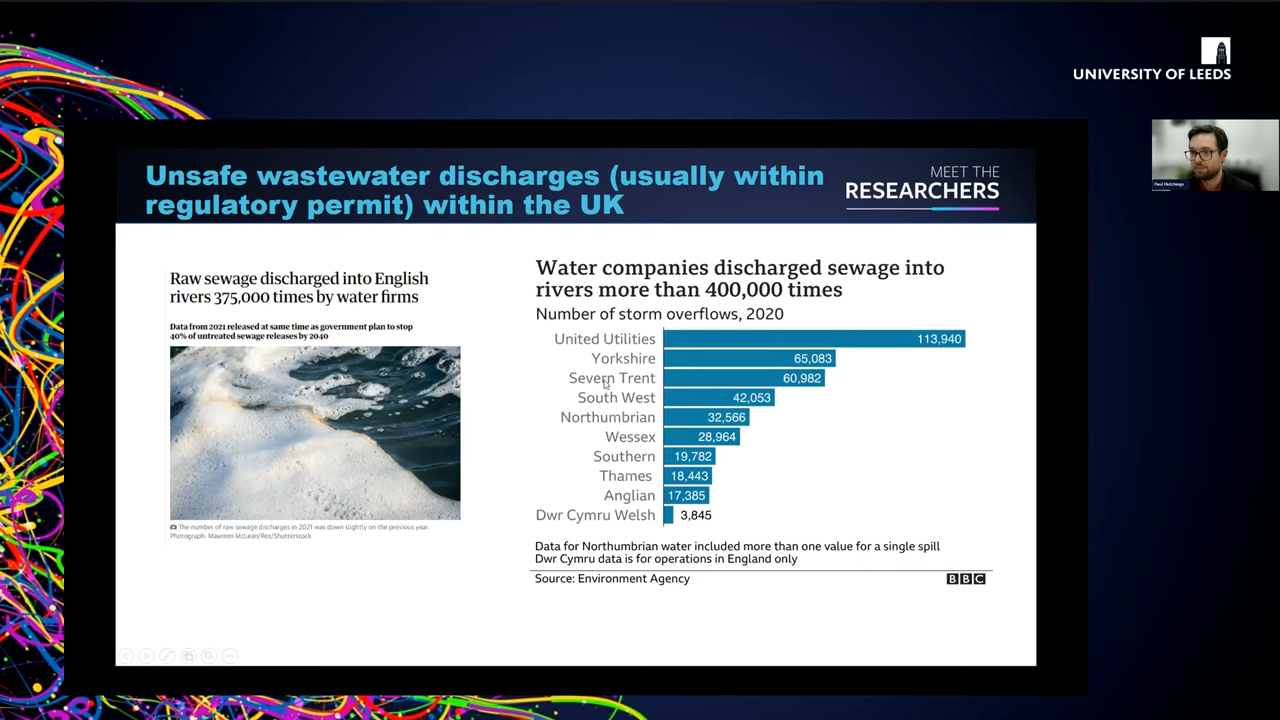 UNIVERSITY OF LEEDS
Paul Hutchings
Unsafe wastewater discharges (usually within
regulatory permit) within the UK
MEET THE
RESEARCHERS
Raw sewage discharged into English
rivers 375,000 times by water firms
Data from 2021 released at same time as government plan to stop
40% of untreated sewage releases by 2040
The number of raw sewage discharges in 2021 was down slightly on the previous year.
Photograph: Maureen McLean/Rex/Shutterstock
Water companies discharged sewage into
rivers more than 400,000 times
Number of storm overflows, 2020
United Utilities 113,940
Yorkshire 65,083
Severn Trent 60,982
South West 42,053
Northumbrian 32,566
Wessex 28,964
Southern 19,782
Thames 18,443
Anglian 17,385
Dwr Cymru Welsh 3,845
Data for Northumbrian water included more than one value for a single spill
Dwr Cymru data is for operations in England only
Source: Environment Agency
BBC